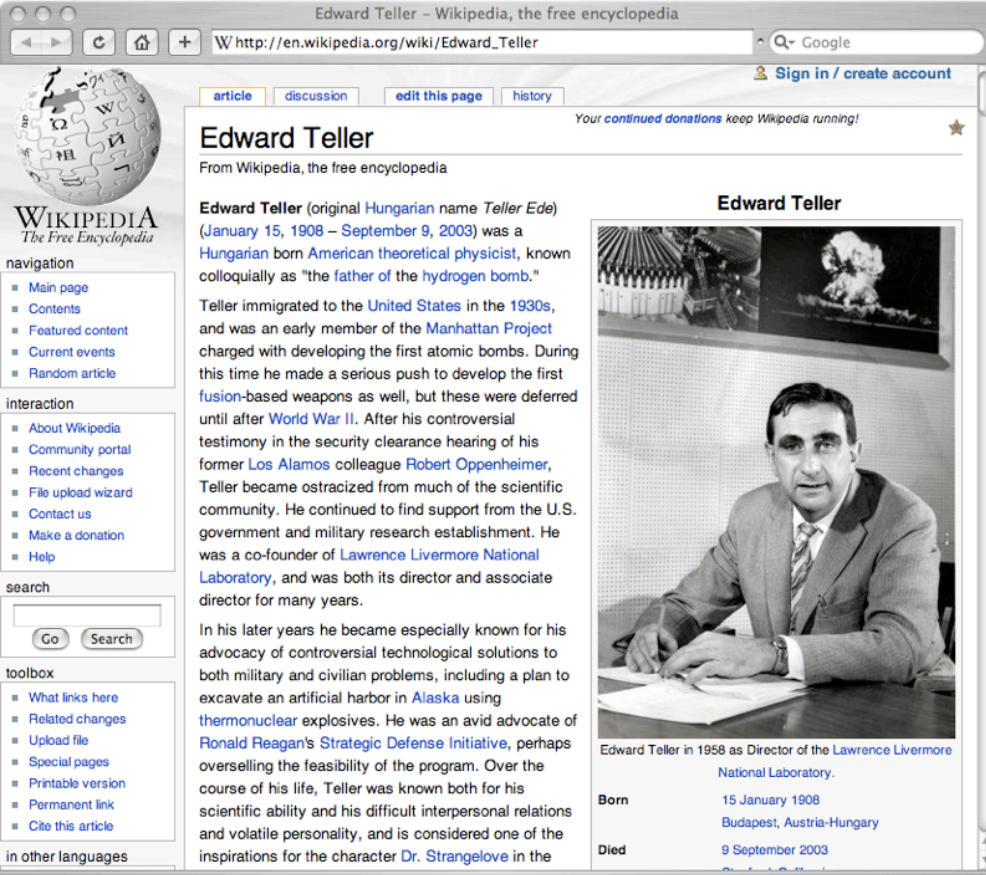 Edward Teller – Wikipedia, the free encyclopedia
W http://en.wikipedia.org/wiki/Edward_Teller
Google
Sign in / create account
article
discussion
edit this page
history
Your continued donations keep Wikipedia running!
WIKIPEDIA
The Free Encyclopedia
navigation
Main page
Contents
Featured content
Current events
Random article
interaction
About Wikipedia
Community portal
Recent changes
File upload wizard
Contact us
Make a donation
Help
search
Go
Search
toolbox
What links here
Related changes
Upload file
Special pages
Printable version
Permanent link
Cite this article
in other languages
Edward Teller
From Wikipedia, the free encyclopedia
Edward Teller (original Hungarian name Teller Ede)
(January 15, 1908 – September 9, 2003) was a
Hungarian born American theoretical physicist, known
colloquially as "the father of the hydrogen bomb."
Teller immigrated to the United States in the 1930s,
and was an early member of the Manhattan Project
charged with developing the first atomic bombs. During
this time he made a serious push to develop the first
fusion-based weapons as well, but these were deferred
until after World War II. After his controversial
testimony in the security clearance hearing of his
former Los Alamos colleague Robert Oppenheimer,
Teller became ostracized from much of the scientific
community. He continued to find support from the U.S.
government and military research establishment. He
was a co-founder of Lawrence Livermore National
Laboratory, and was both its director and associate
director for many years.
In his later years he became especially known for his
advocacy of controversial technological solutions to
both military and civilian problems, including a plan to
excavate an artificial harbor in Alaska using
thermonuclear explosives. He was an avid advocate of
Ronald Reagan's Strategic Defense Initiative, perhaps
overselling the feasibility of the program. Over the
course of his life, Teller was known both for his
scientific ability and his difficult interpersonal relations
and volatile personality, and is considered one of the
inspirations for the character Dr. Strangelove in the
Edward Teller
Edward Teller in 1958 as Director of the Lawrence Livermore
National Laboratory.
Born 15 January 1908
Budapest, Austria-Hungary
Died 9 September 2003